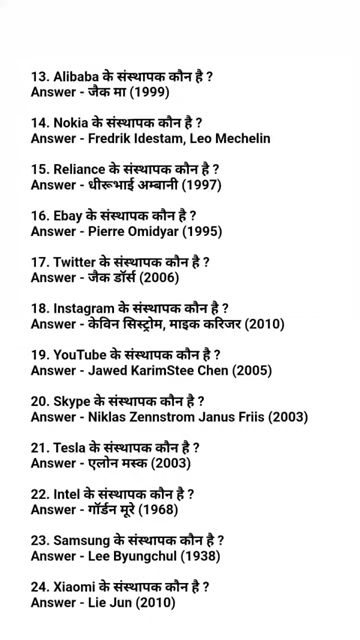 13. Alibaba के संस्थापक कौन है ?
Answer - जैक मा (1999)
14. Nokia के संस्थापक कौन है ?
Answer - Fredrik Idestam, Leo Mechelin
15. Reliance के संस्थापक कौन है ?
Answer - धीरूभाई अम्बानी (1997)
16. Ebay के संस्थापक कौन है ?
Answer - Pierre Omidyar (1995)
17. Twitter के संस्थापक कौन है ?
Answer - जैक डॉर्स (2006)
18. Instagram के संस्थापक कौन है ?
Answer - केविन सिस्ट्रोम, माइक करिजर (2010)
19. YouTube के संस्थापक कौन है ?
Answer - Jawed KarimStee Chen (2005)
20. Skype के संस्थापक कौन है ?
Answer - Niklas Zennstrom Janus Friis (2003)
21. Tesla के संस्थापक कौन है ?
Answer - एलोन मस्क (2003)
22. Intel के संस्थापक कौन है ?
Answer - गॉर्डन मूरे (1968)
23. Samsung के संस्थापक कौन है ?
Answer - Lee Byungchul (1938)
24. Xiaomi के संस्थापक कौन है ?
Answer - Lie Jun (2010)